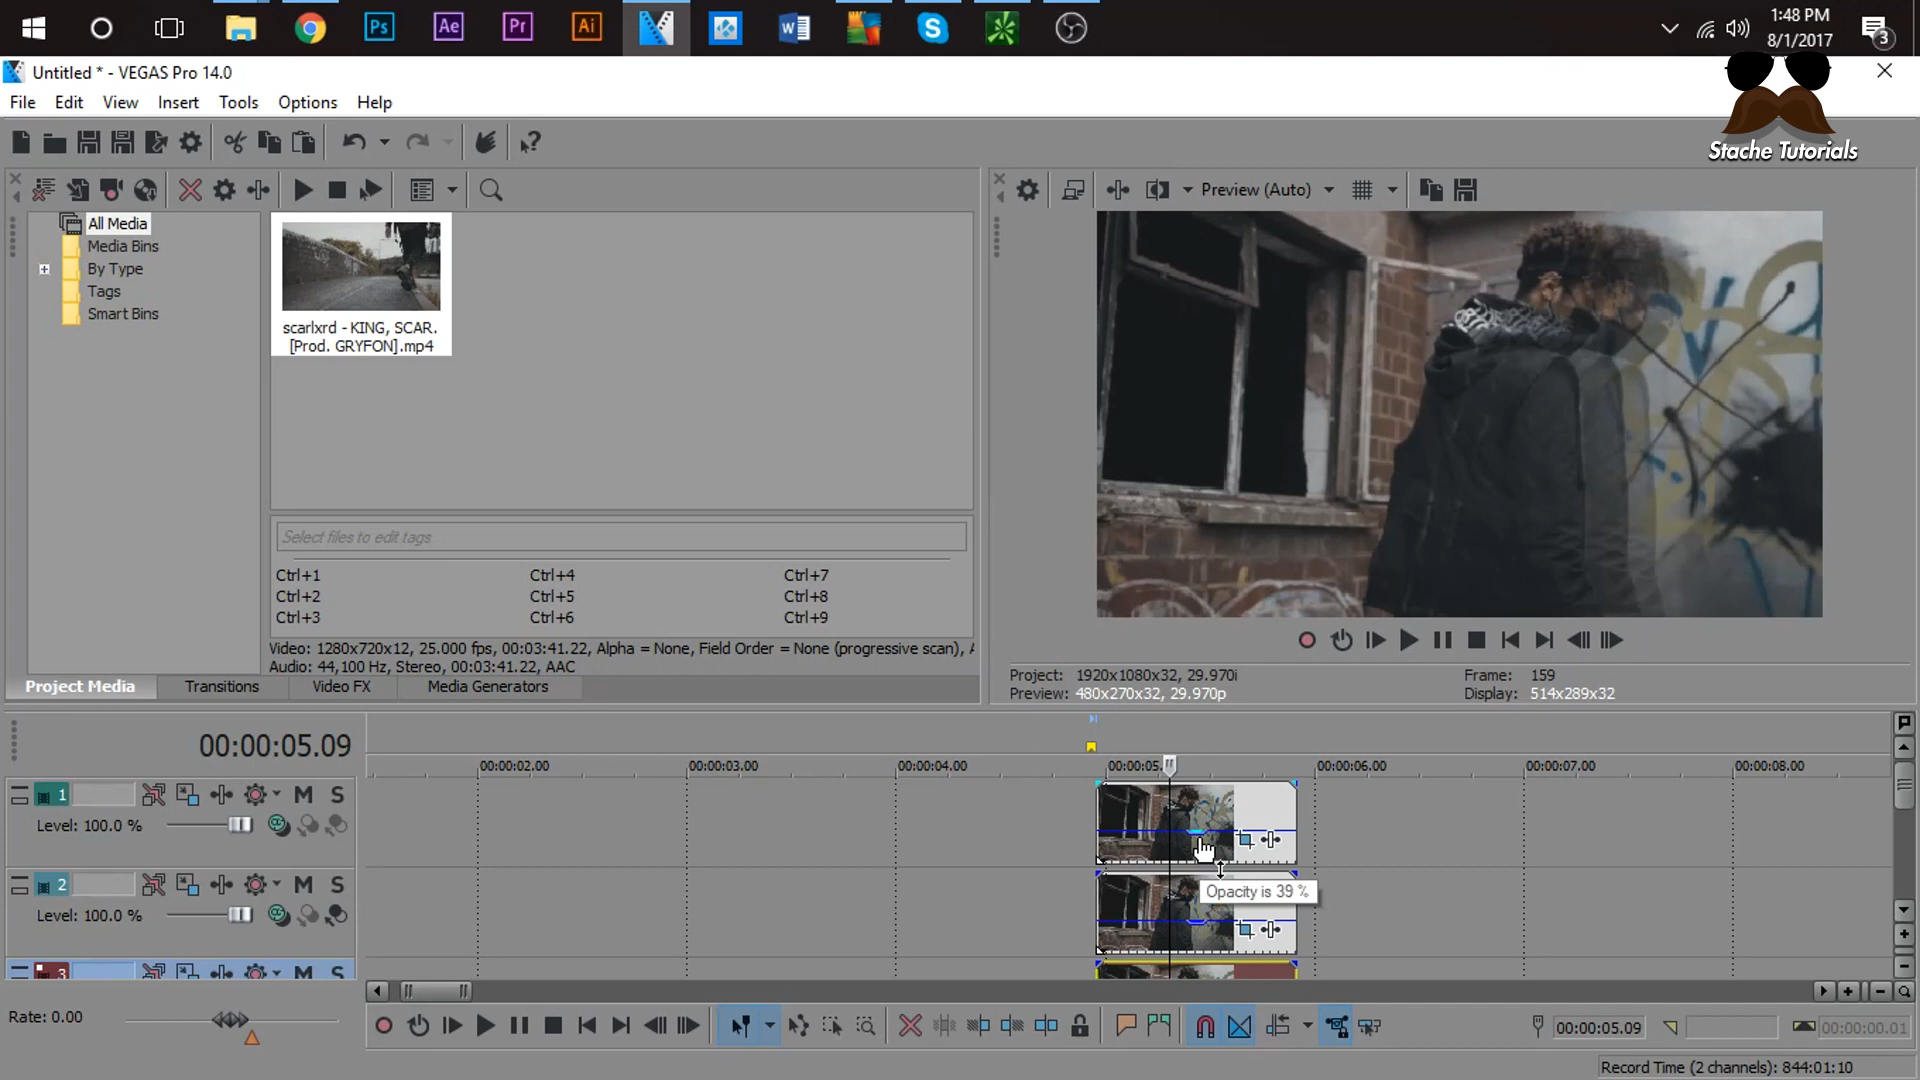 Ps
Ae
Pr
Ai
1:48 PM
8/1/2017
3
Untitled * - VEGAS Pro 14.0
File Edit View Insert Tools Options Help
Stache Tutorials
Preview (Auto)
All Media
Media Bins
By Type
Tags
Smart Bins
scarlxrd - KING, SCAR.
[Prod. GRYFON].mp4
Select files to edit tags
Ctrl+1 Ctrl+4 Ctrl+7
Ctrl+2 Ctrl+5 Ctrl+8
Ctrl+3 Ctrl+6 Ctrl+9
Video: 1280x720x12, 25.000 fps, 00:03:41.22, Alpha = None, Field Order = None (progressive scan),
Audio: 44,100 Hz, Stereo, 00:03:41.22, AAC
Project Media Transitions Video FX Media Generators
Project: 1920x1080x32, 29.970i Frame: 159
Preview: 480x270x32, 29.970p Display: 514x289x32
00:00:05.09
00:00:02.00 00:00:03.00 00:00:04.00 00:00:05. 00:00:06.00 00:00:07.00 00:00:08.00
1 M S
Level: 100.0 %
2 M S
Level: 100.0 %
Opacity is 39 %
3 M S
Rate: 0.00
00:00:05.09 00:00:00.01
Record Time (2 channels): 844:01:10